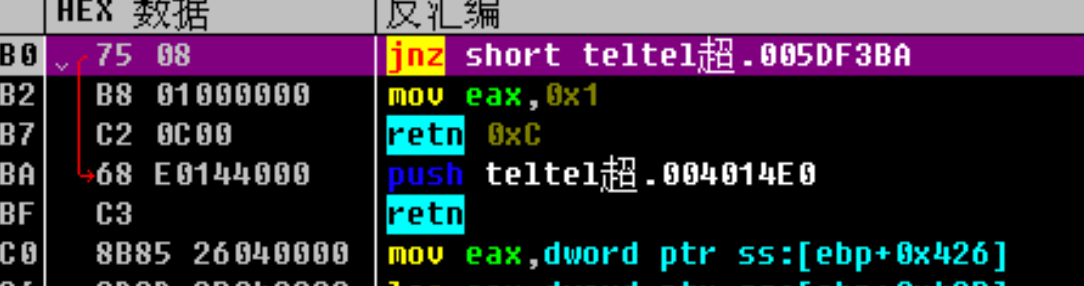 HEX 数据 反汇编
B0 75 08 jnz short teltel超.005DF3BA
B2 B8 01000000 mov eax,0x1
B7 C2 0C00 retn 0xC
BA 68 E0144000 push teltel超.004014E0
BF C3 retn
C0 8B85 26040000 mov eax,dword ptr ss:[ebp+0x426]